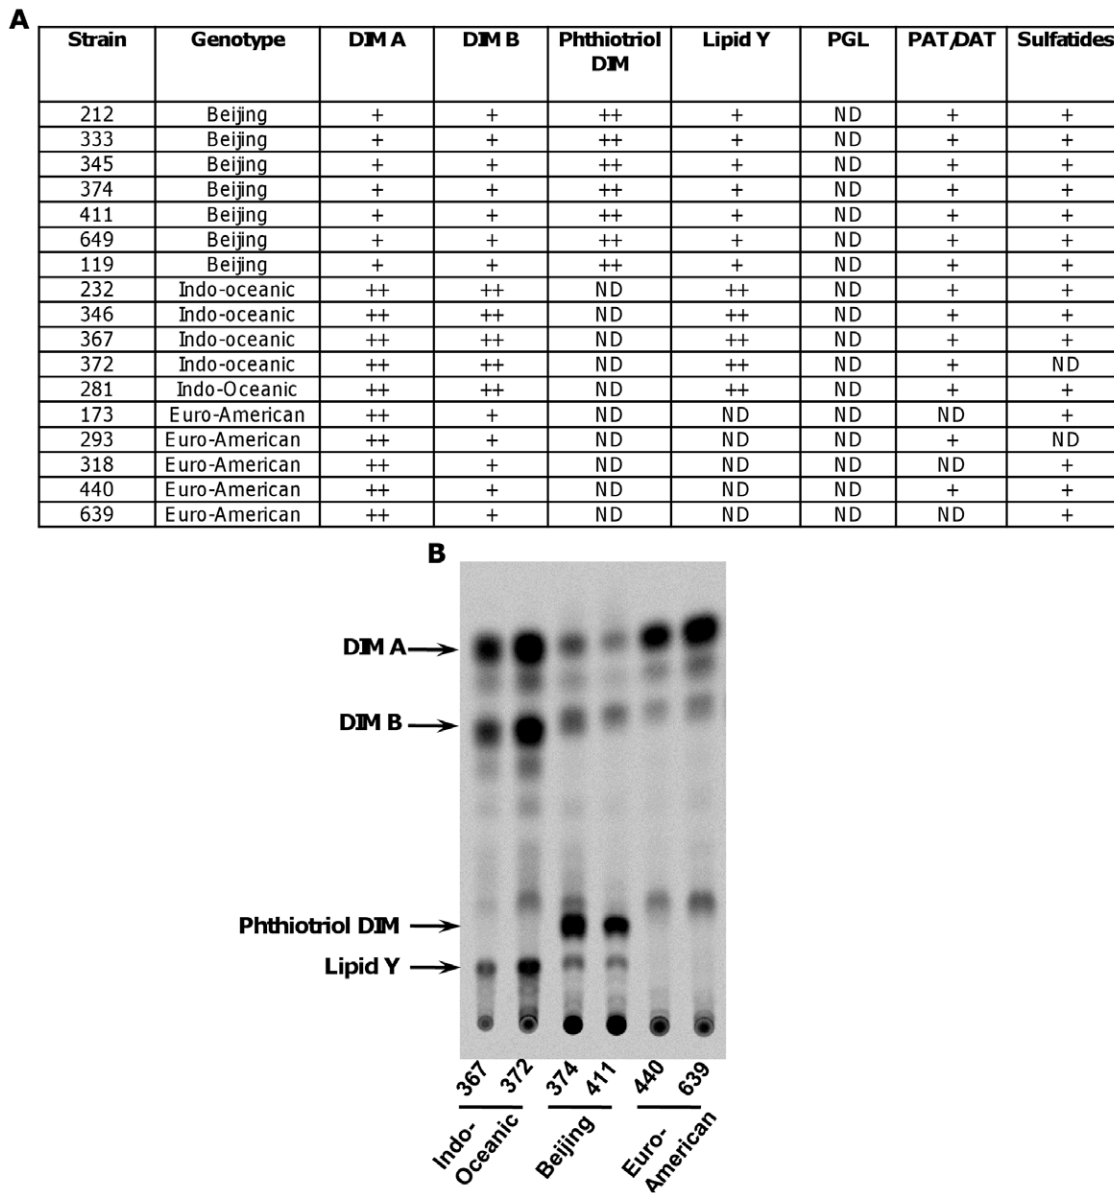 A
Strain Genotype DIM A DIM B Phthiotriol DIM Lipid Y PGL PAT/DAT Sulfatides
212 Beijing + + ++ + ND + +
333 Beijing + + ++ + ND + +
345 Beijing + + ++ + ND + +
374 Beijing + + ++ + ND + +
411 Beijing + + ++ + ND + +
649 Beijing + + ++ + ND + +
119 Beijing + + ++ + ND + +
232 Indo-oceanic ++ ++ ND ++ ND + +
346 Indo-oceanic ++ ++ ND ++ ND + +
367 Indo-oceanic ++ ++ ND ++ ND + +
372 Indo-oceanic ++ ++ ND ++ ND + ND
281 Indo-Oceanic ++ ++ ND ++ ND + +
173 Euro-American ++ + ND ND ND ND +
293 Euro-American ++ + ND ND ND + ND
318 Euro-American ++ + ND ND ND ND +
440 Euro-American ++ + ND ND ND + +
639 Euro-American ++ + ND ND ND ND +
B
DIM A
DIM B
Phthiotriol DIM
Lipid Y
367 372 374 411 440 639
Indo-
Oceanic
Beijing
Euro-
American